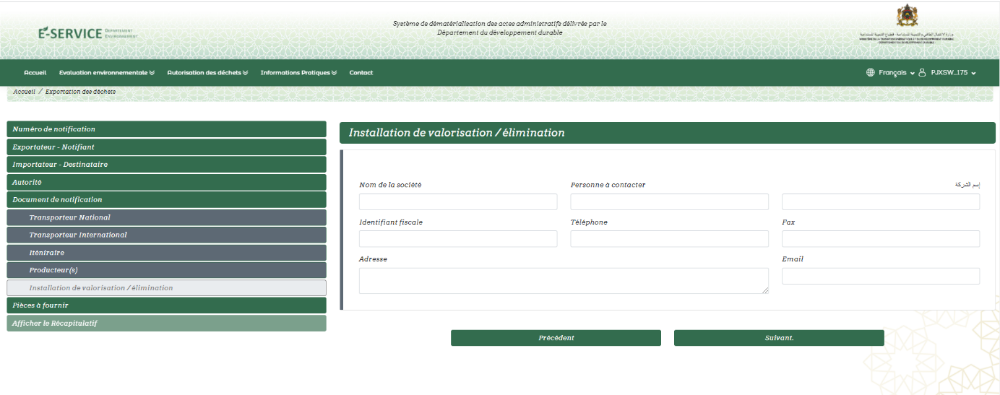 E-SERVICE DEPARTEMENT ENVIRONNEMENT
Système de dématérialisation des actes administratifs délivrée par le
Département du développement durable
Accueil Evaluation environnementale Autorisation des déchets Informations Pratiques Contact Français PJXSW_175
Accueil / Exportation des déchets
Numéro de notification
Exportateur - Notifiant
Importateur - Destinataire
Autorité
Document de notification
Transporteur National
Transporteur International
Iténiraire
Producteur(s)
Installation de valorisation / élimination
Pièces à fournir
Afficher le Récapitulatif
Installation de valorisation / élimination
Nom de la société Personne à contacter إسم الشركة
Identifiant fiscale Téléphone Fax
Adresse Email
Précédent Suivant.